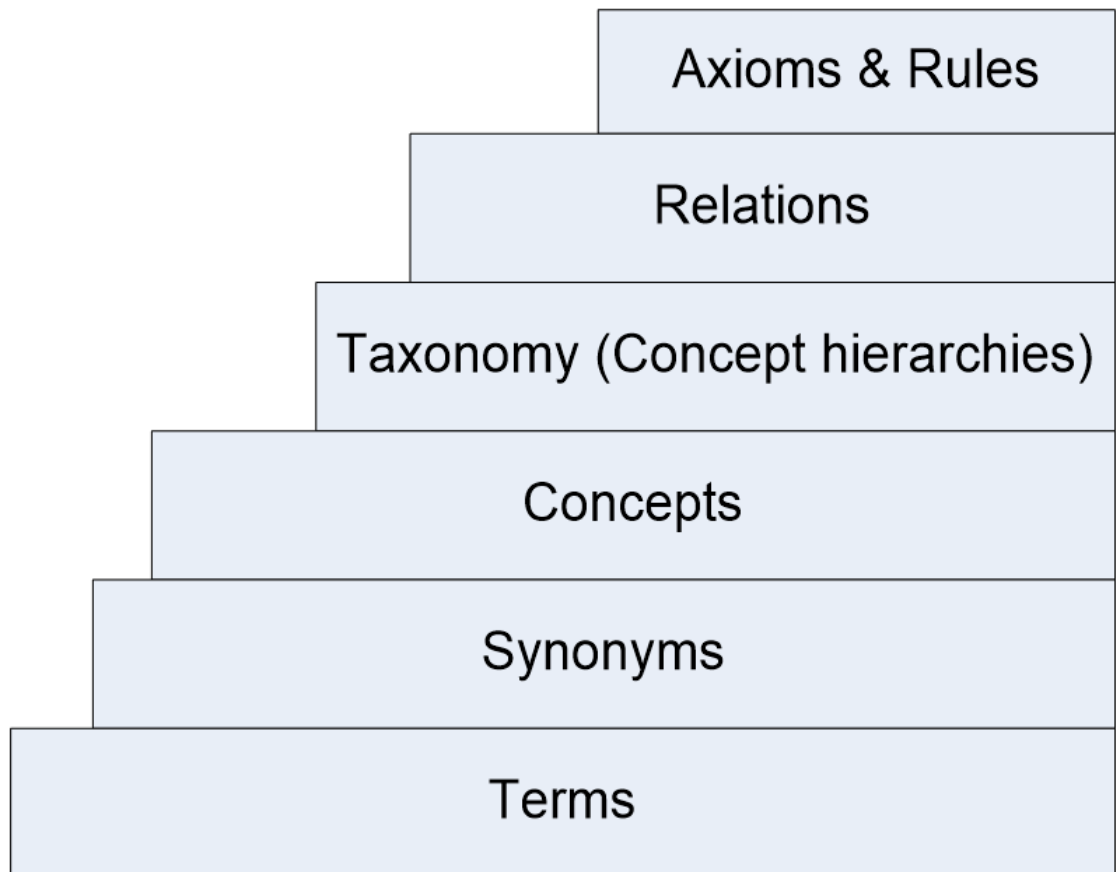 Axioms & Rules
Relations
Taxonomy (Concept hierarchies)
Concepts
Synonyms
Terms